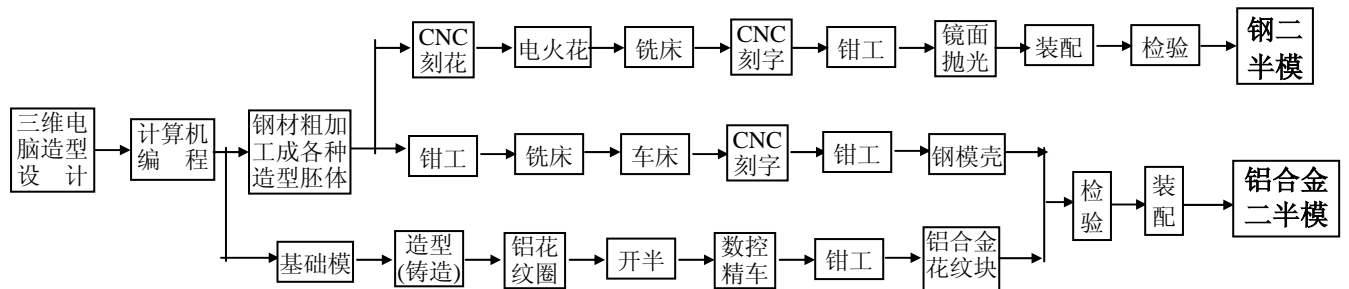 三维电
脑造型
设 计
计算机
编 程
钢材粗加
工成各种
造型胚体
CNC
刻花
电火花
铣床
CNC
刻字
钳工
镜面
抛光
装配
检验
钢二
半模
钳工
铣床
车床
CNC
刻字
钳工
钢模壳
基础模
造型
(铸造)
铝花
纹圈
开半
数控
精车
钳工
铝合金
花纹块
检
验
装
配
铝合金
二半模